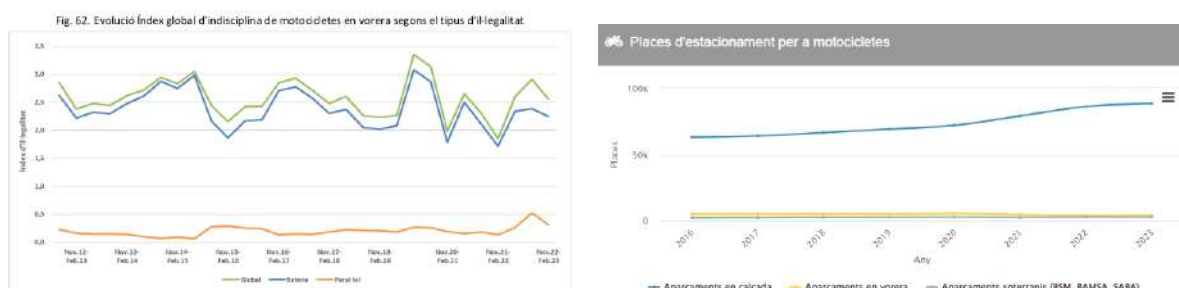 Fig. 62. Evolució Índex global d'indisciplina de motocicletes en vorera segons el tipus d'il·legalitat
3,5
3,0
2,5
2,0
1,5
1,0
0,5
0,0
Índex d'il·legalitat
Nov.12- Nov.13- Nov.14- Nov.15- Nov.16- Nov.17- Nov.18- Nov.20- Nov.21- Nov.22-
Feb.13 Feb.14 Feb.15 Feb.16 Feb.17 Feb.18 Feb.19 Feb.21 Feb.22 Feb.23
Global Bateria Paral·lel
Places d'estacionament per a motocicletes
100k
50k
0
Places
2016 2017 2018 2019 2020 2021 2022 2023
Any
Aparcaments en calçada Aparcaments en vorera Aparcaments soterranis (BSM, BAMSA, SABA)